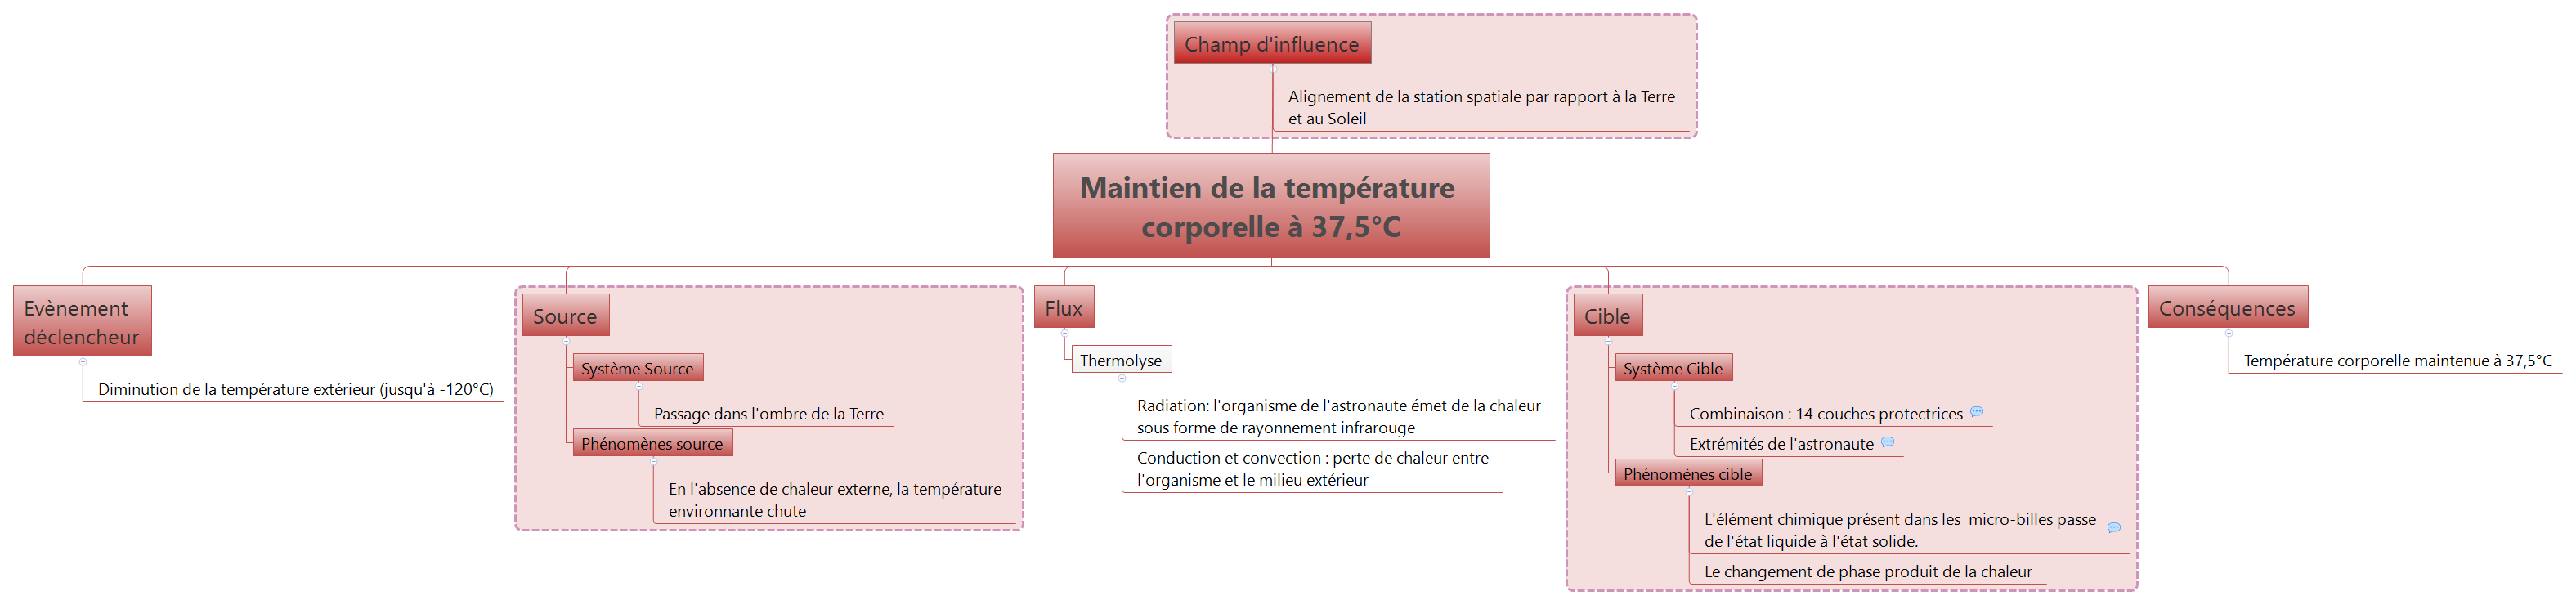 Champ d'influence
Alignement de la station spatiale par rapport à la Terre
et au Soleil
Maintien de la température
corporelle à 37,5°C
Evènement
déclencheur
Diminution de la température extérieur (jusqu'à -120°C)
Source
Système Source
Passage dans l'ombre de la Terre
Phénomènes source
En l'absence de chaleur externe, la température
environnante chute
Flux
Thermolyse
Radiation: l'organisme de l'astronaute émet de la chaleur
sous forme de rayonnement infrarouge
Conduction et convection : perte de chaleur entre
l'organisme et le milieu extérieur
Cible
Système Cible
Combinaison : 14 couches protectrices
Extrémités de l'astronaute
Phénomènes cible
L'élément chimique présent dans les  micro-billes passe
de l'état liquide à l'état solide.
Le changement de phase produit de la chaleur
Conséquences
Température corporelle maintenue à 37,5°C